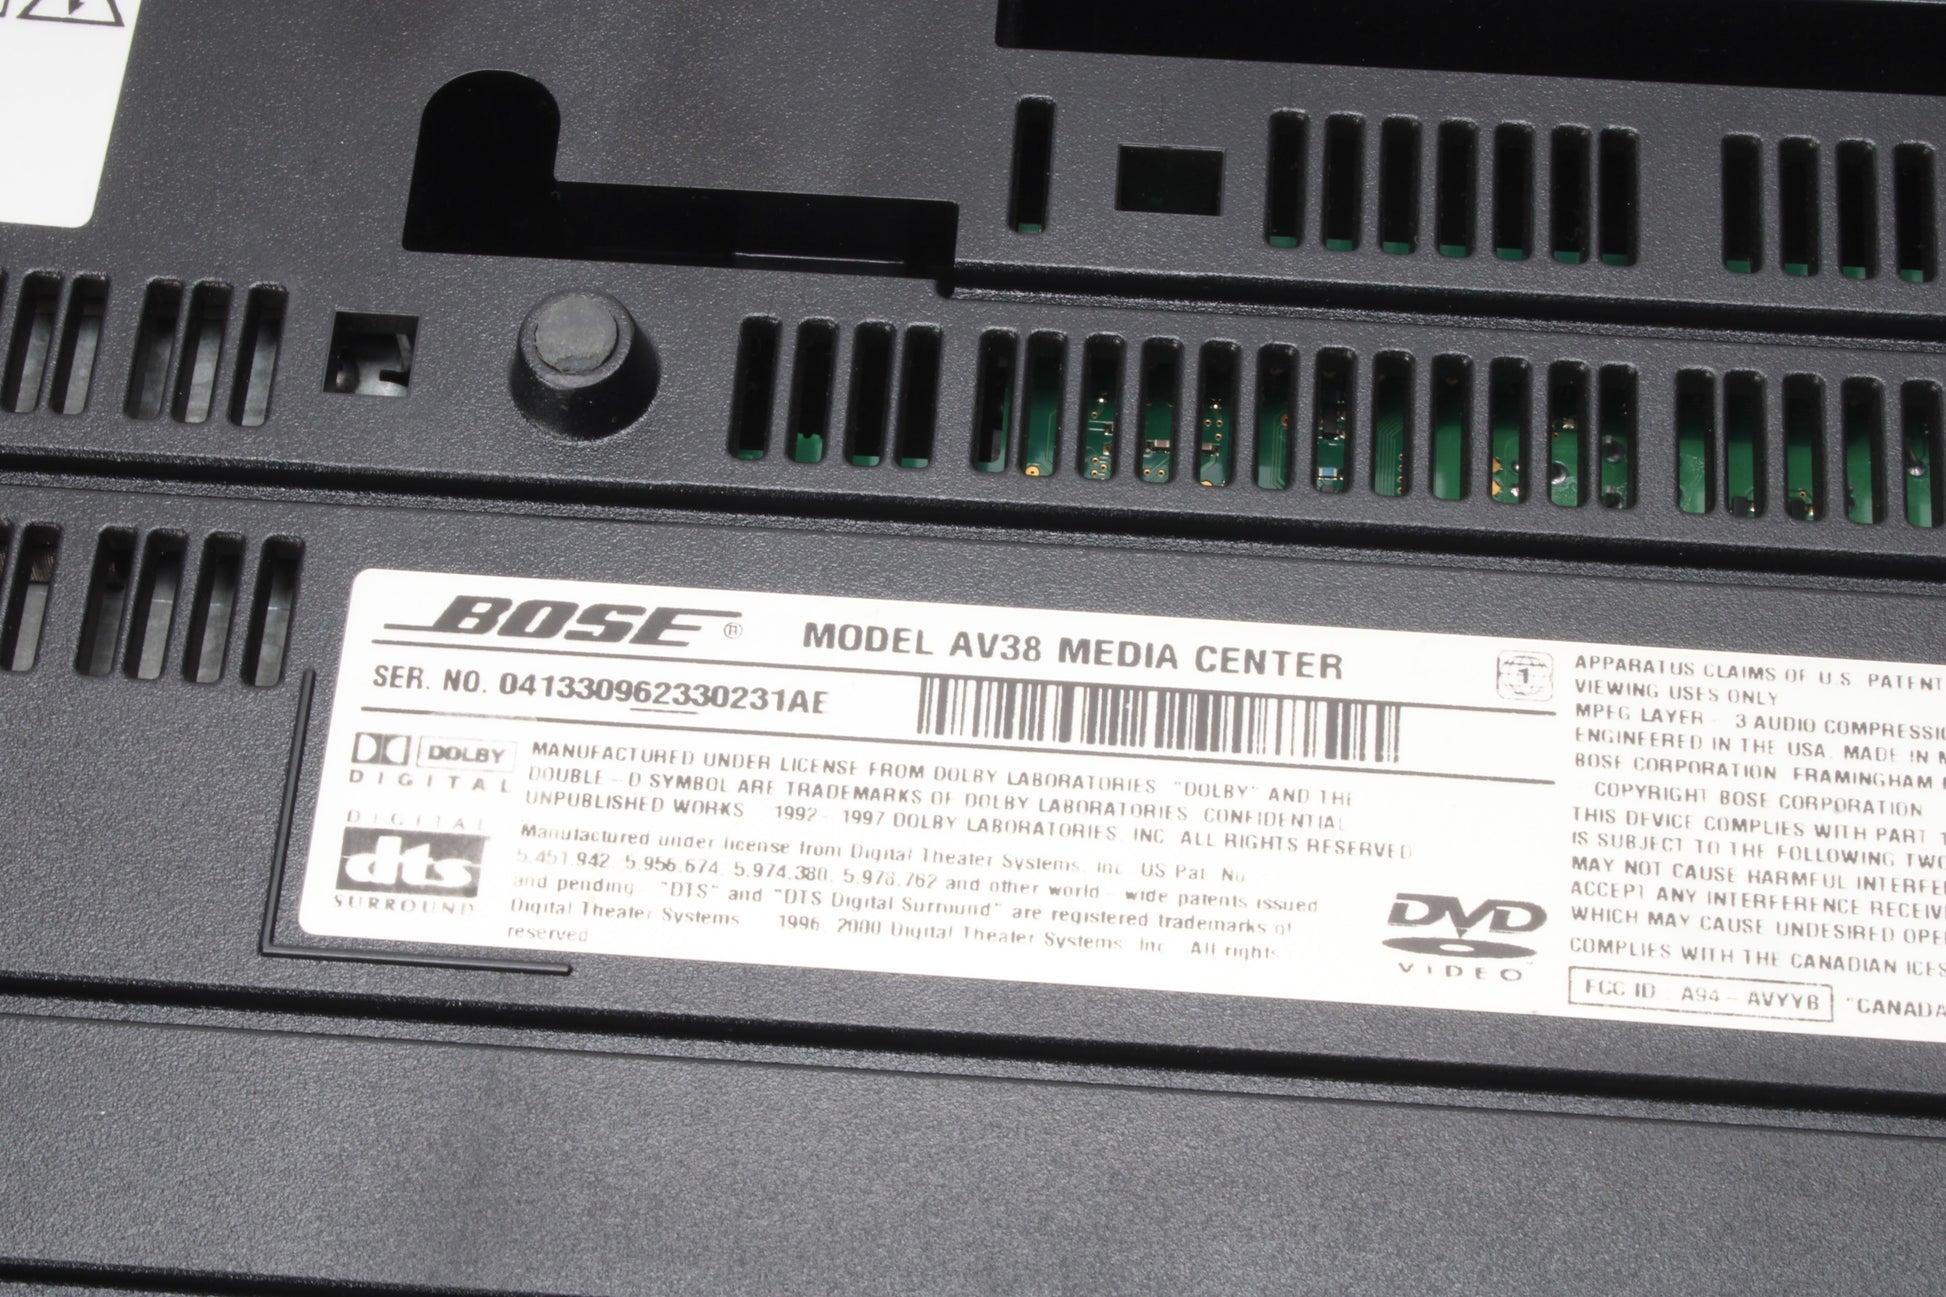 BOSE®
MODEL AV38 MEDIA CENTER
SER. NO. 041330962330231AE
DOLBY
DIGITAL
MANUFACTURED UNDER LICENSE FROM DOLBY LABORATORIES "DOLBY" AND THE
DOUBLE - D SYMBOL ARE TRADEMARKS OF DOLBY LABORATORIES CONFIDENTIAL
UNPUBLISHED WORKS 1992 - 1997 DOLBY LABORATORIES, INC ALL RIGHTS RESERVED
DIGITAL
dts
SURROUND
Manufactured under license from Digital Theater Systems, Inc. US Pat. No
5,451,942, 5,956,674, 5,974,380, 5,978,762 and other world - wide patents issued
and pending. "DTS" and "DTS Digital Surround" are registered trademarks of
Digital Theater Systems 1996, 2000 Digital Theater Systems, Inc. All rights
reserved
DVD
VIDEO
1
APPARATUS CLAIMS OF U.S. PATENT
VIEWING USES ONLY
MPEG LAYER - 3 AUDIO
ENGINEERED IN THE USA. MADE IN
BOSE CORPORATION, FRAMINGHAM
COPYRIGHT BOSE CORPORATION
THIS DEVICE COMPLIES WITH PART
IS SUBJECT TO THE FOLLOWING
MAY NOT CAUSE HARMFUL
ACCEPT ANY INTERFERENCE
WHICH MAY CAUSE UNDESIRED
COMPLIES WITH THE CANADIAN
FCC ID A94 - AVYYB "CANADA